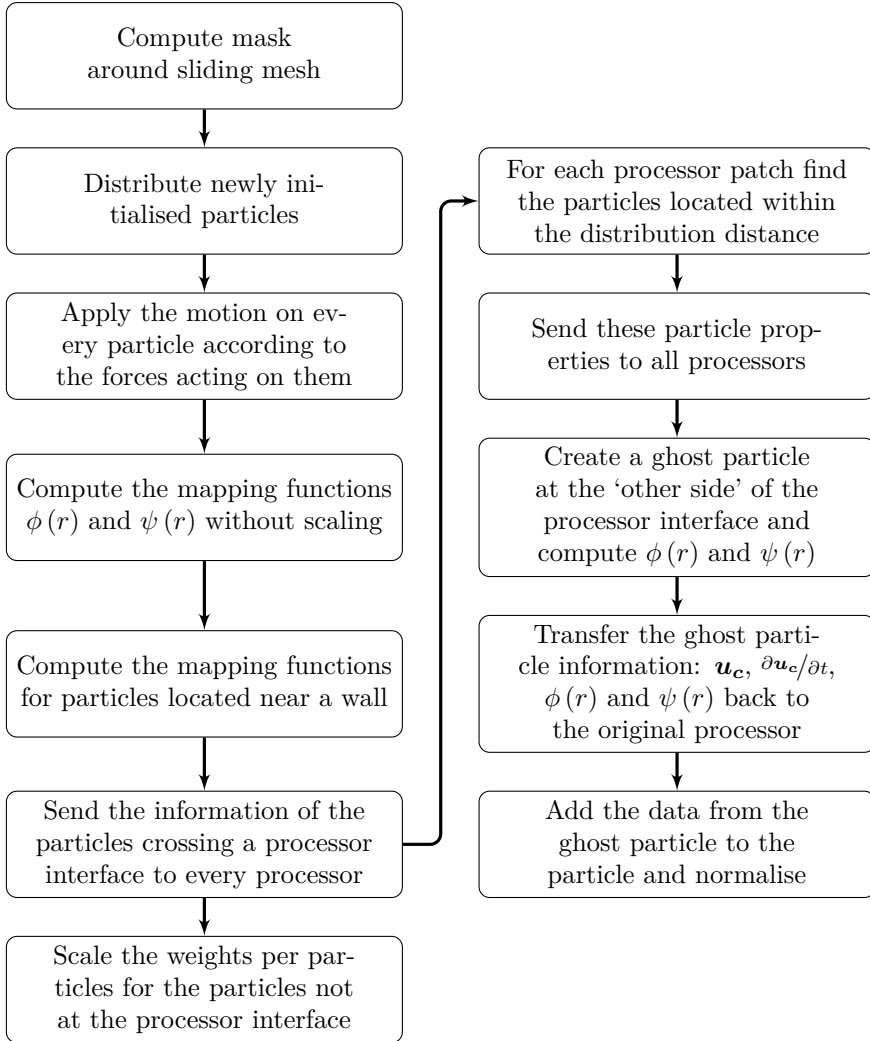 Compute mask
around sliding mesh
Distribute newly ini-
tialised particles
Apply the motion on ev-
ery particle according to
the forces acting on them
Compute the mapping functions
ϕ (r) and ψ (r) without scaling
Compute the mapping functions
for particles located near a wall
Send the information of the
particles crossing a processor
interface to every processor
Scale the weights per par-
ticles for the particles not
at the processor interface
For each processor patch find
the particles located within
the distribution distance
Send these particle prop-
erties to all processors
Create a ghost particle
at the ‘other side’ of the
processor interface and
compute ϕ (r) and ψ (r)
Transfer the ghost parti-
cle information: u_c, ∂u_c/∂t,
ϕ (r) and ψ (r) back to
the original processor
Add the data from the
ghost particle to the
particle and normalise